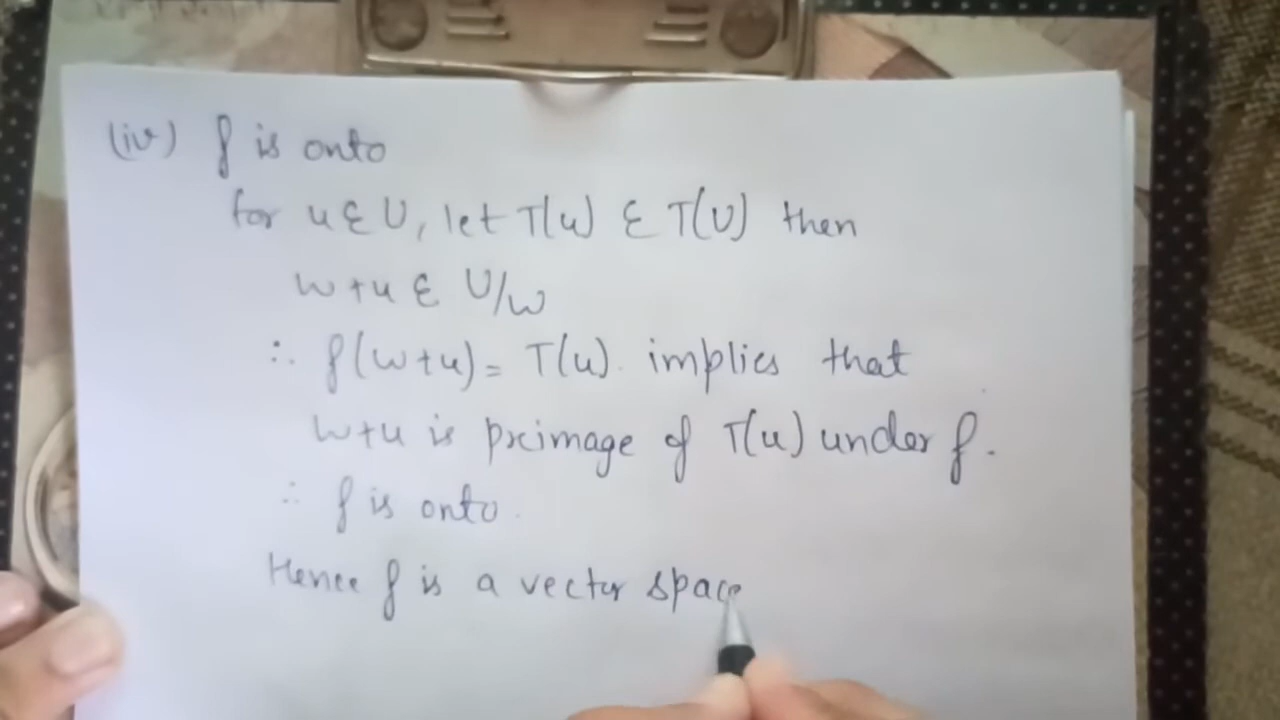 (iv) f is onto
for u ε U, let T(u) ε T(U) then
w+u ε U/w
∴ f(w+u) = T(u). implies that
w+u is preimage of T(u) under f.
∴ f is onto.
Hence f is a vector space